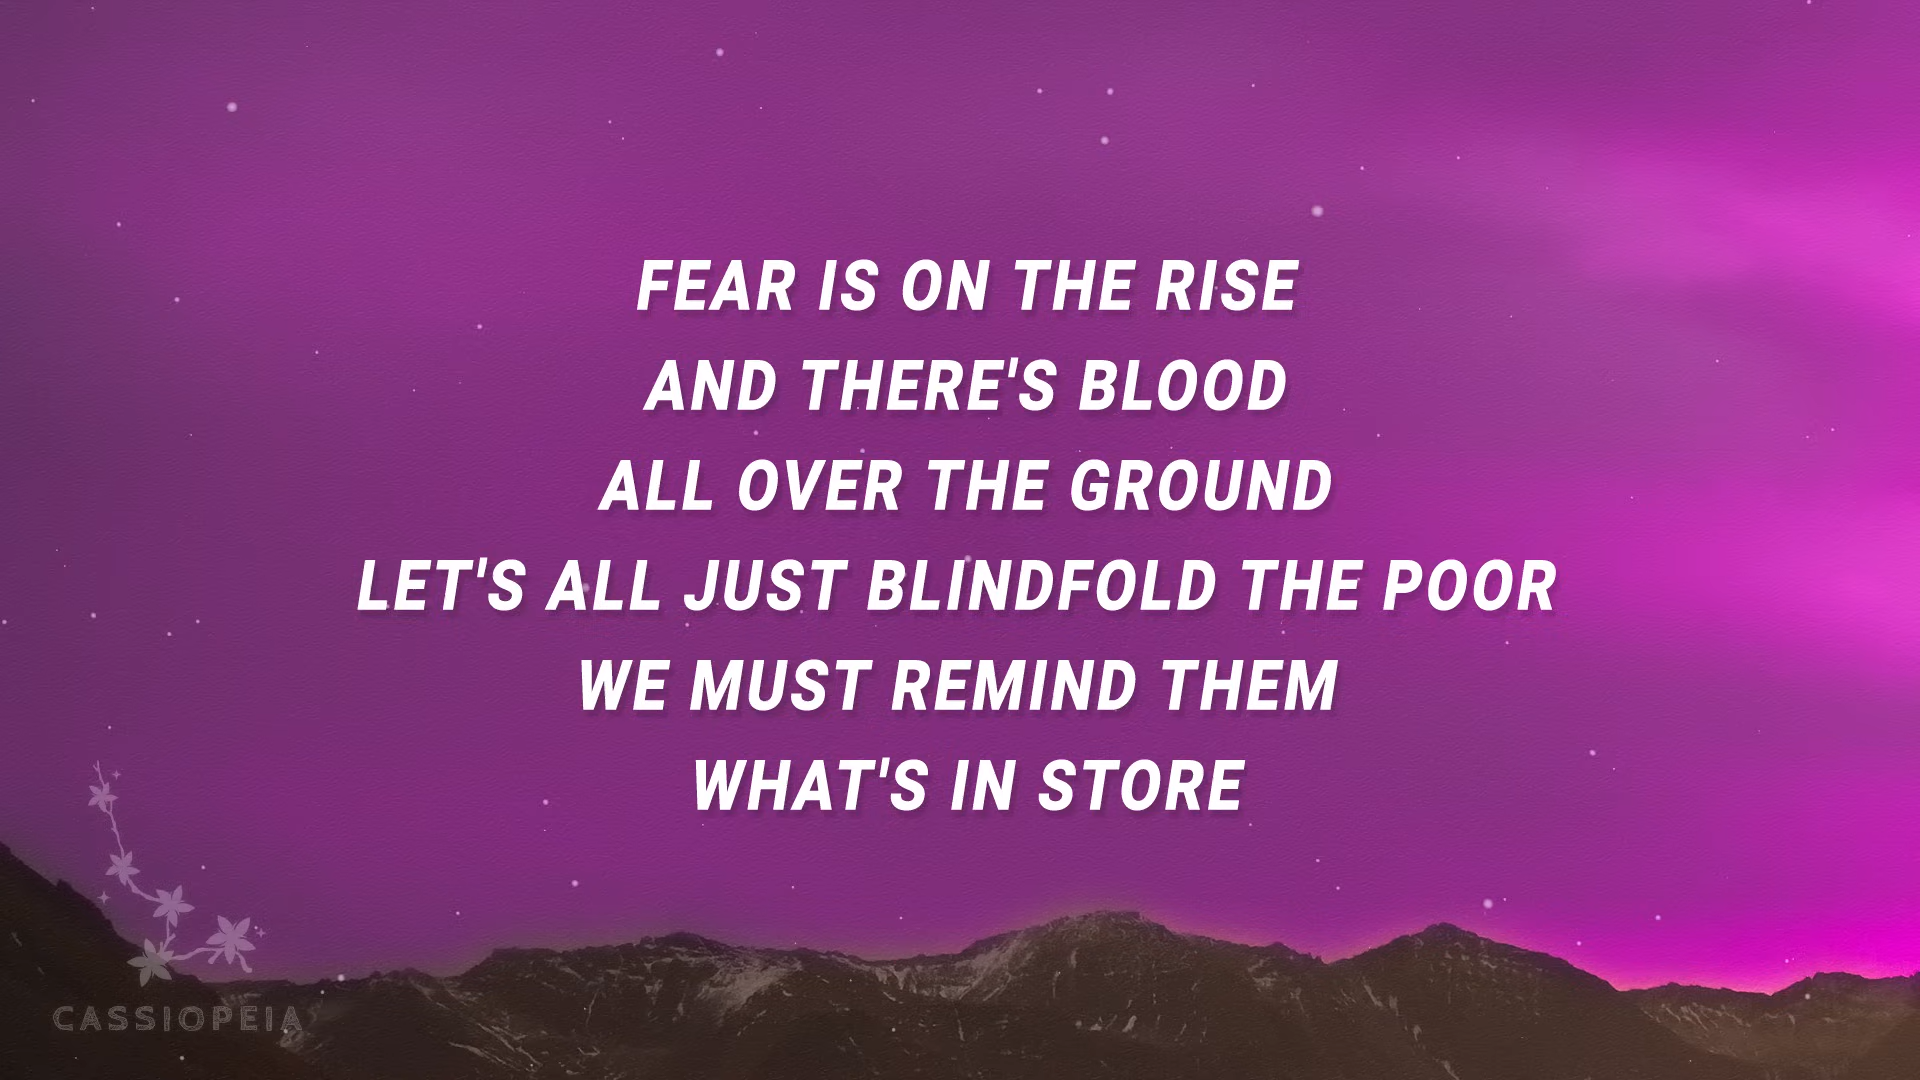 FEAR IS ON THE RISE
AND THERE'S BLOOD
ALL OVER THE GROUND
LET'S ALL JUST BLINDFOLD THE POOR
WE MUST REMIND THEM
WHAT'S IN STORE
CASSIOPEIA